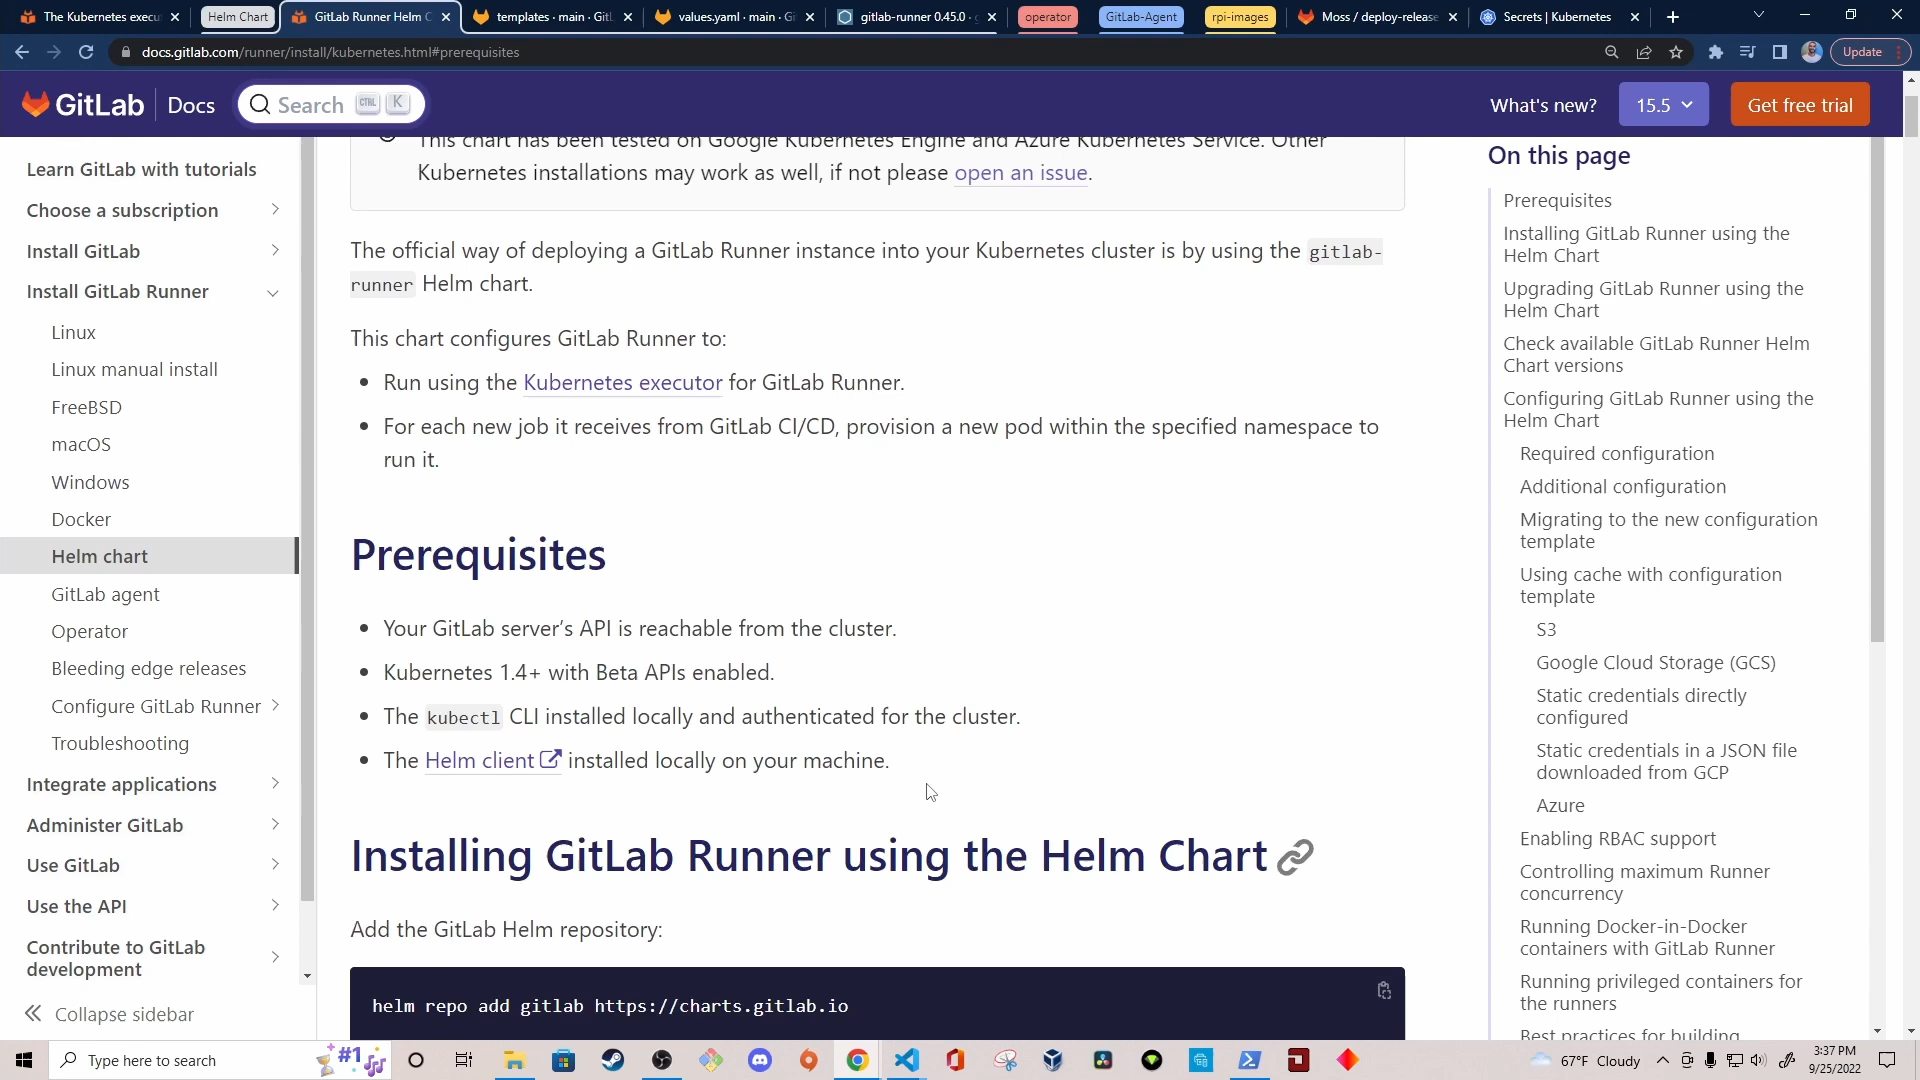 The Kubernetes execu
Helm Chart
GitLab Runner Helm C
templates · main · GitL
values.yaml · main · Gi
gitlab-runner 0.45.0 · g
operator
GitLab-Agent
rpi-images
Moss / deploy-release
Secrets | Kubernetes
docs.gitlab.com/runner/install/kubernetes.html#prerequisites
Update
GitLab Docs
Search CTRL K
What's new?
15.5
Get free trial
Learn GitLab with tutorials
Choose a subscription
Install GitLab
Install GitLab Runner
Linux
Linux manual install
FreeBSD
macOS
Windows
Docker
Helm chart
GitLab agent
Operator
Bleeding edge releases
Configure GitLab Runner
Troubleshooting
Integrate applications
Administer GitLab
Use GitLab
Use the API
Contribute to GitLab
development
Collapse sidebar
This chart has been tested on Google Kubernetes Engine and Azure Kubernetes Service. Other
Kubernetes installations may work as well, if not please open an issue.
The official way of deploying a GitLab Runner instance into your Kubernetes cluster is by using the gitlab-
runner Helm chart.
This chart configures GitLab Runner to:
• Run using the Kubernetes executor for GitLab Runner.
• For each new job it receives from GitLab CI/CD, provision a new pod within the specified namespace to
run it.
Prerequisites
• Your GitLab server’s API is reachable from the cluster.
• Kubernetes 1.4+ with Beta APIs enabled.
• The kubectl CLI installed locally and authenticated for the cluster.
• The Helm client installed locally on your machine.
Installing GitLab Runner using the Helm Chart
Add the GitLab Helm repository:
helm repo add gitlab https://charts.gitlab.io
On this page
Prerequisites
Installing GitLab Runner using the
Helm Chart
Upgrading GitLab Runner using the
Helm Chart
Check available GitLab Runner Helm
Chart versions
Configuring GitLab Runner using the
Helm Chart
Required configuration
Additional configuration
Migrating to the new configuration
template
Using cache with configuration
template
S3
Google Cloud Storage (GCS)
Static credentials directly
configured
Static credentials in a JSON file
downloaded from GCP
Azure
Enabling RBAC support
Controlling maximum Runner
concurrency
Running Docker-in-Docker
containers with GitLab Runner
Running privileged containers for
the runners
Best practices for building
Type here to search
#1
67°F Cloudy
3:37 PM
9/25/2022